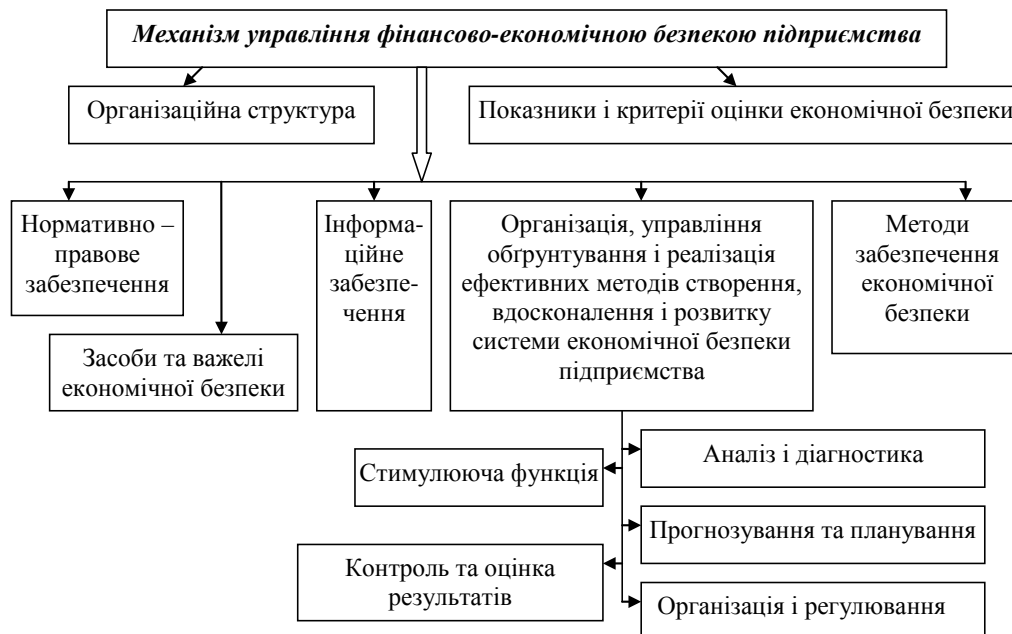 Механізм управління фінансово-економічною безпекою підприємства
Організаційна структура
Показники і критерії оцінки економічної безпеки
Нормативно –
правове
забезпечення
Засоби та важелі
економічної безпеки
Інформа-
ційне
забезпе-
чення
Організація, управління
обґрунтування і реалізація
ефективних методів створення,
вдосконалення і розвитку
системи економічної безпеки
підприємства
Методи
забезпечення
економічної
безпеки
Аналіз і діагностика
Стимулююча функція
Прогнозування та планування
Контроль та оцінка
результатів
Організація і регулювання